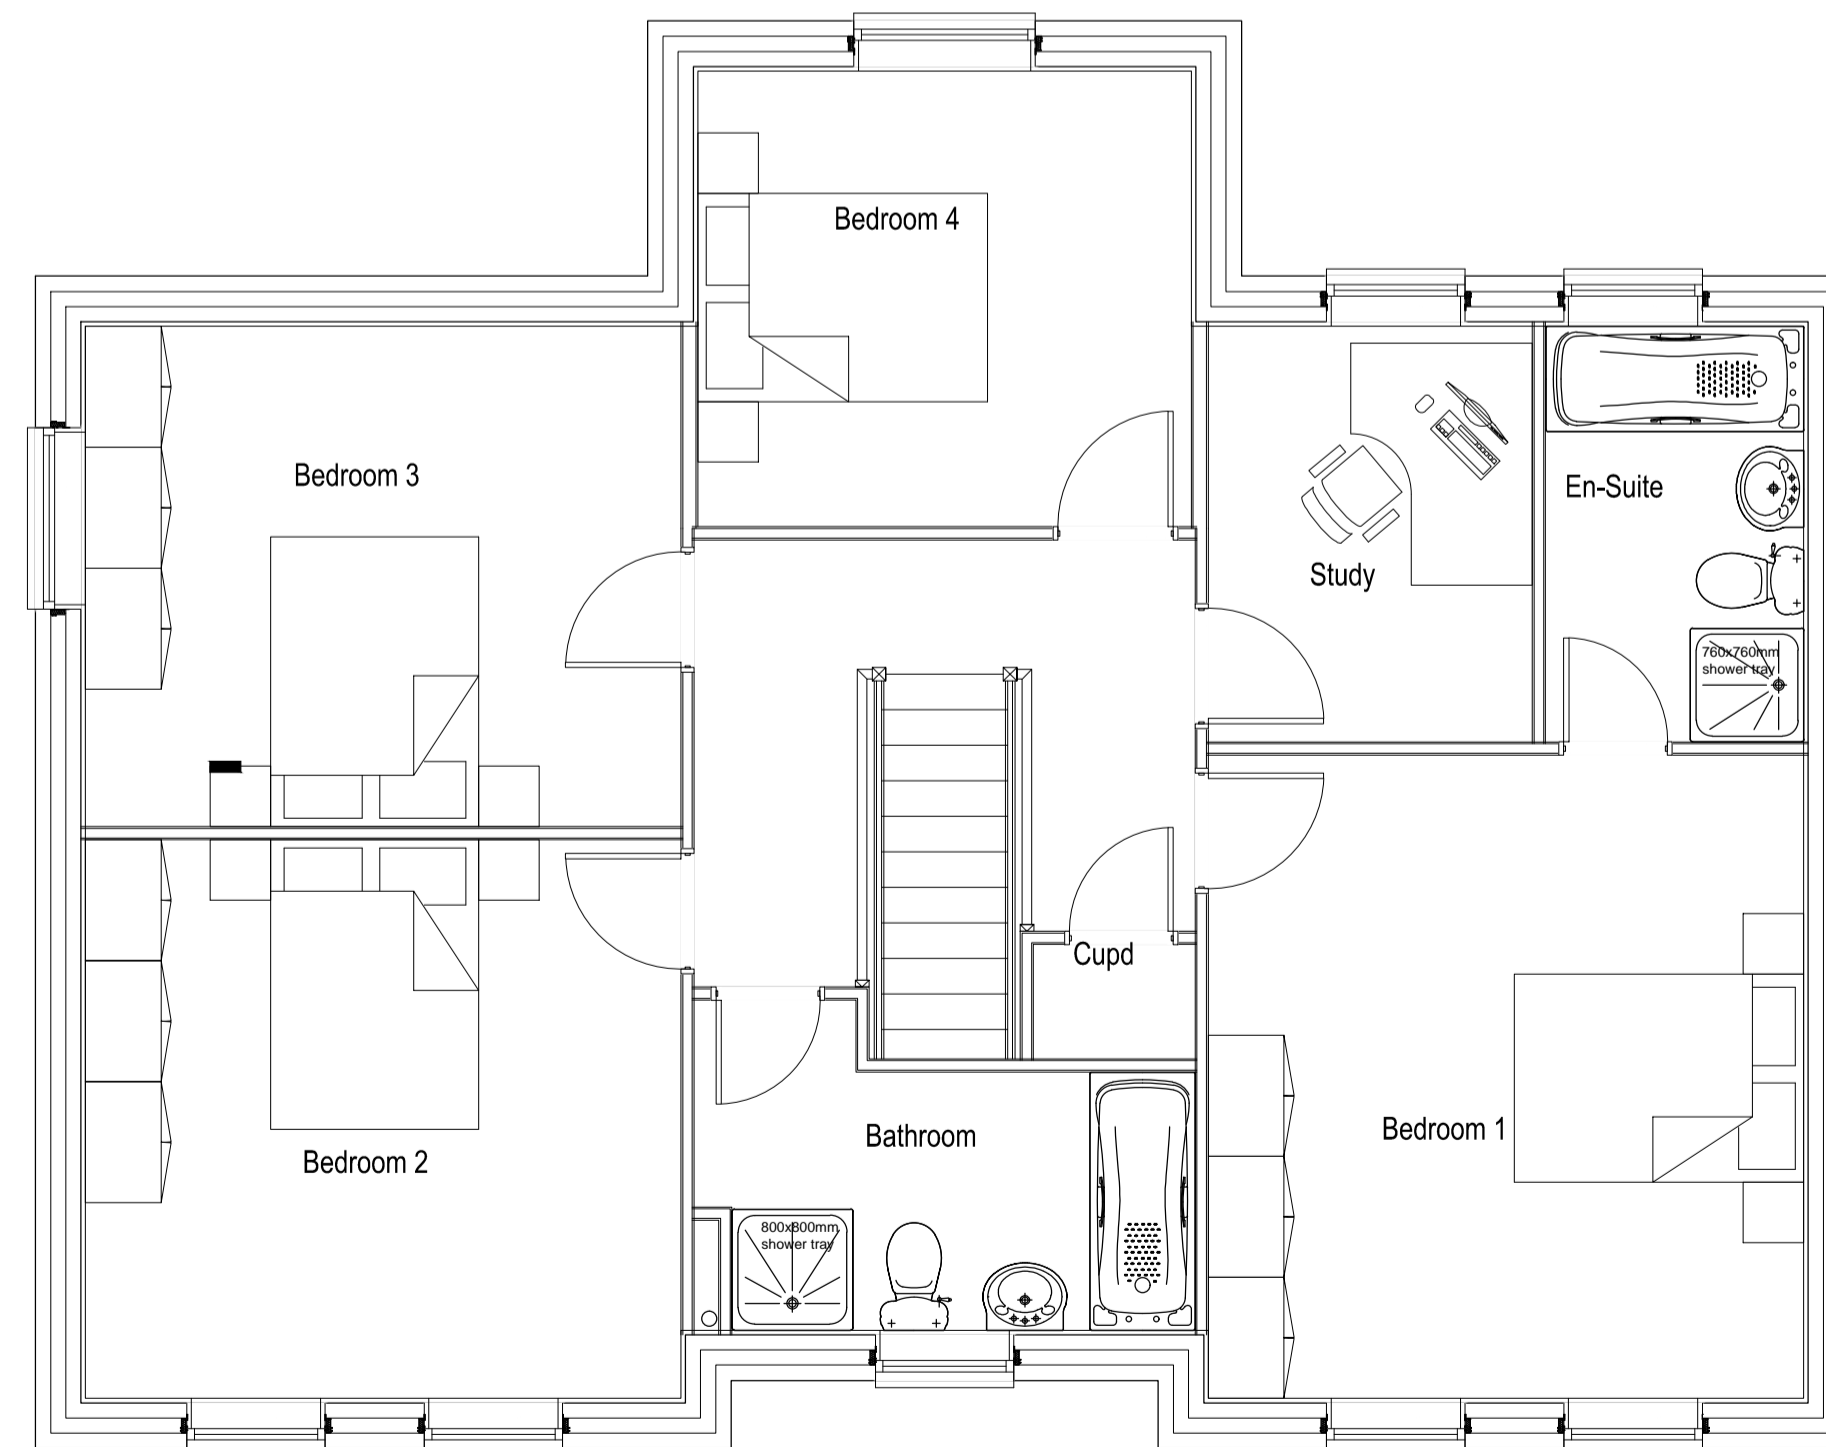 Bedroom 4
Bedroom 3
En-Suite
Study
760x760mm
shower tray
Cupd
Bedroom 1
Bathroom
Bedroom 2
800x800mm
shower tray